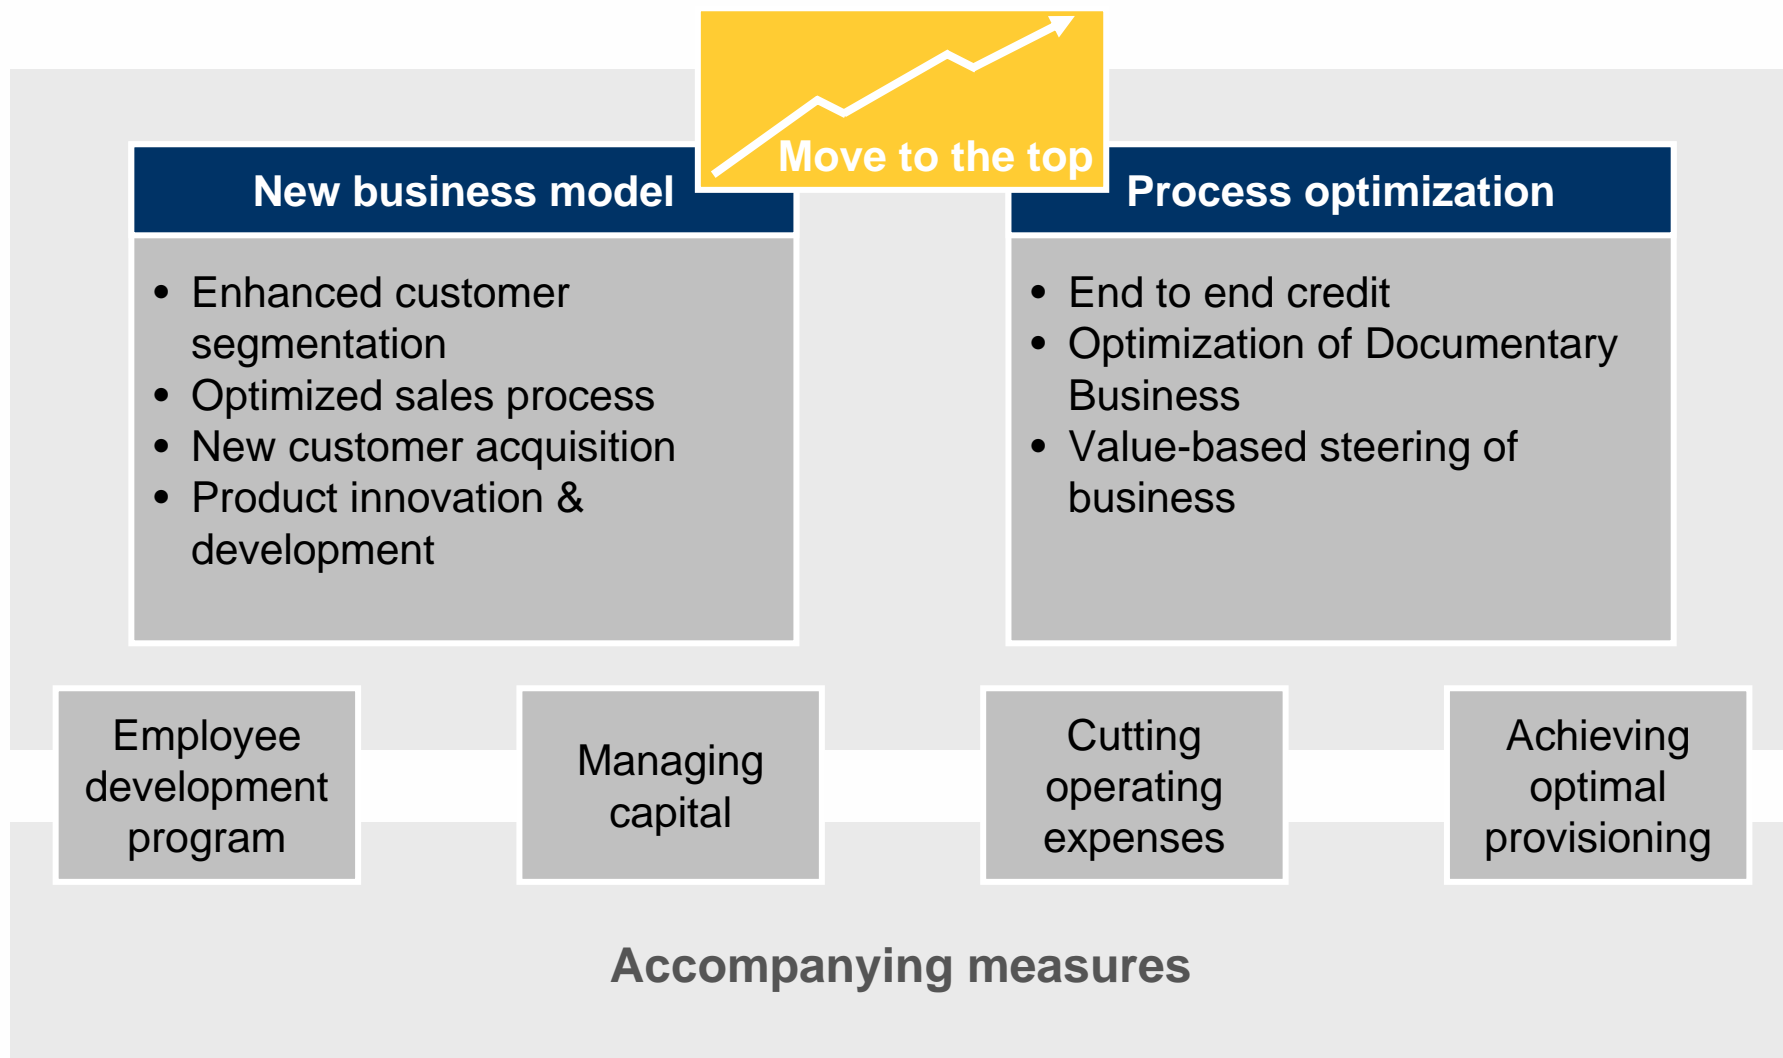 Move to the top
New business model
• Enhanced customer
segmentation
• Optimized sales process
• New customer acquisition
• Product innovation &
development
Process optimization
• End to end credit
• Optimization of Documentary
Business
• Value-based steering of
business
Employee
development
program
Managing
capital
Cutting
operating
expenses
Achieving
optimal
provisioning
Accompanying measures